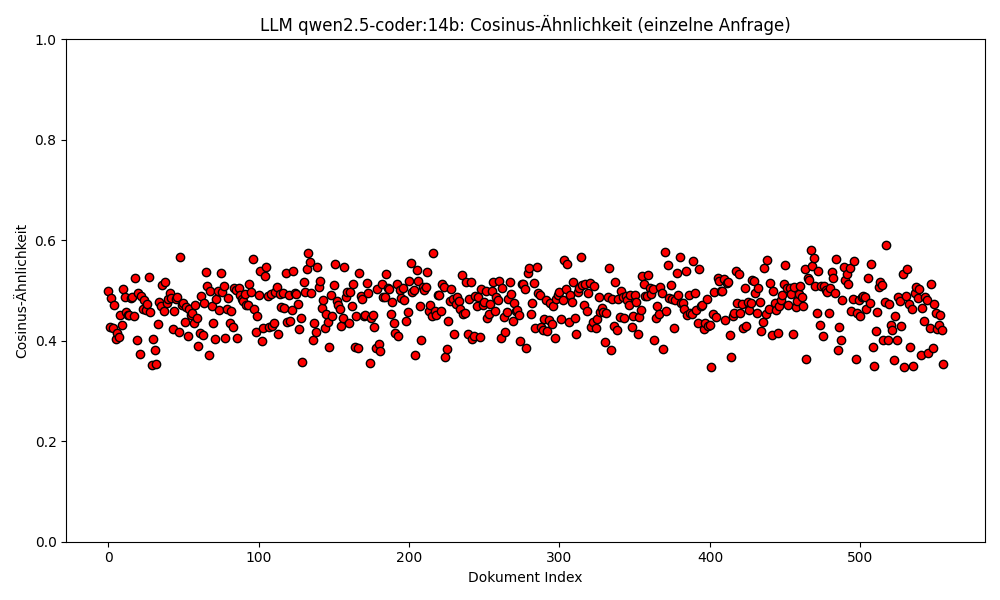 LLM qwen2.5-coder:14b: Cosinus-Ähnlichkeit (einzelne Anfrage)
1.0
0.8
0.6
0.4
0.2
0.0
Cosinus-Ähnlichkeit
0 100 200 300 400 500
Dokument Index